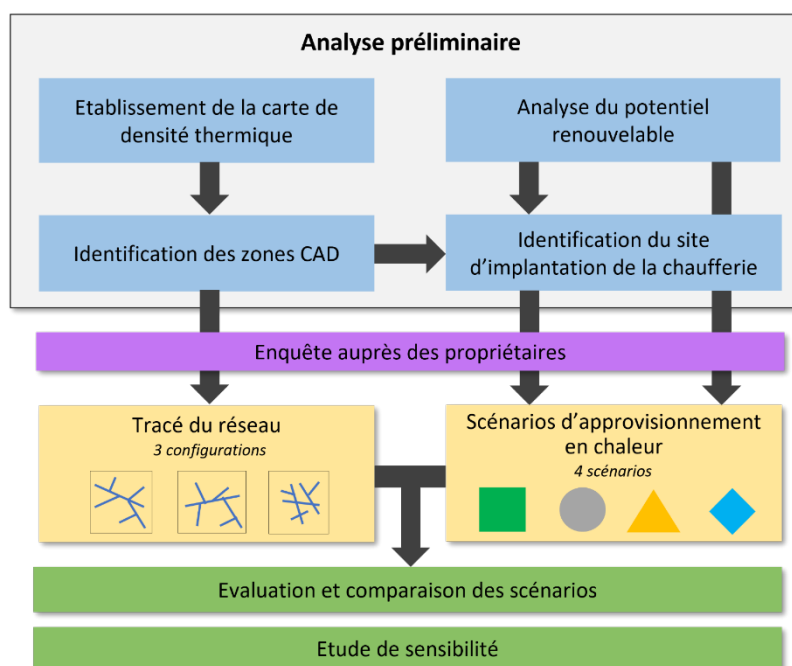 Analyse préliminaire
Etablissement de la carte de
densité thermique
Analyse du potentiel
renouvelable
Identification des zones CAD
Identification du site
d'implantation de la chaufferie
Enquête auprès des propriétaires
Tracé du réseau
3 configurations
Scénarios d'approvisionnement
en chaleur
4 scénarios
Evaluation et comparaison des scénarios
Etude de sensibilité